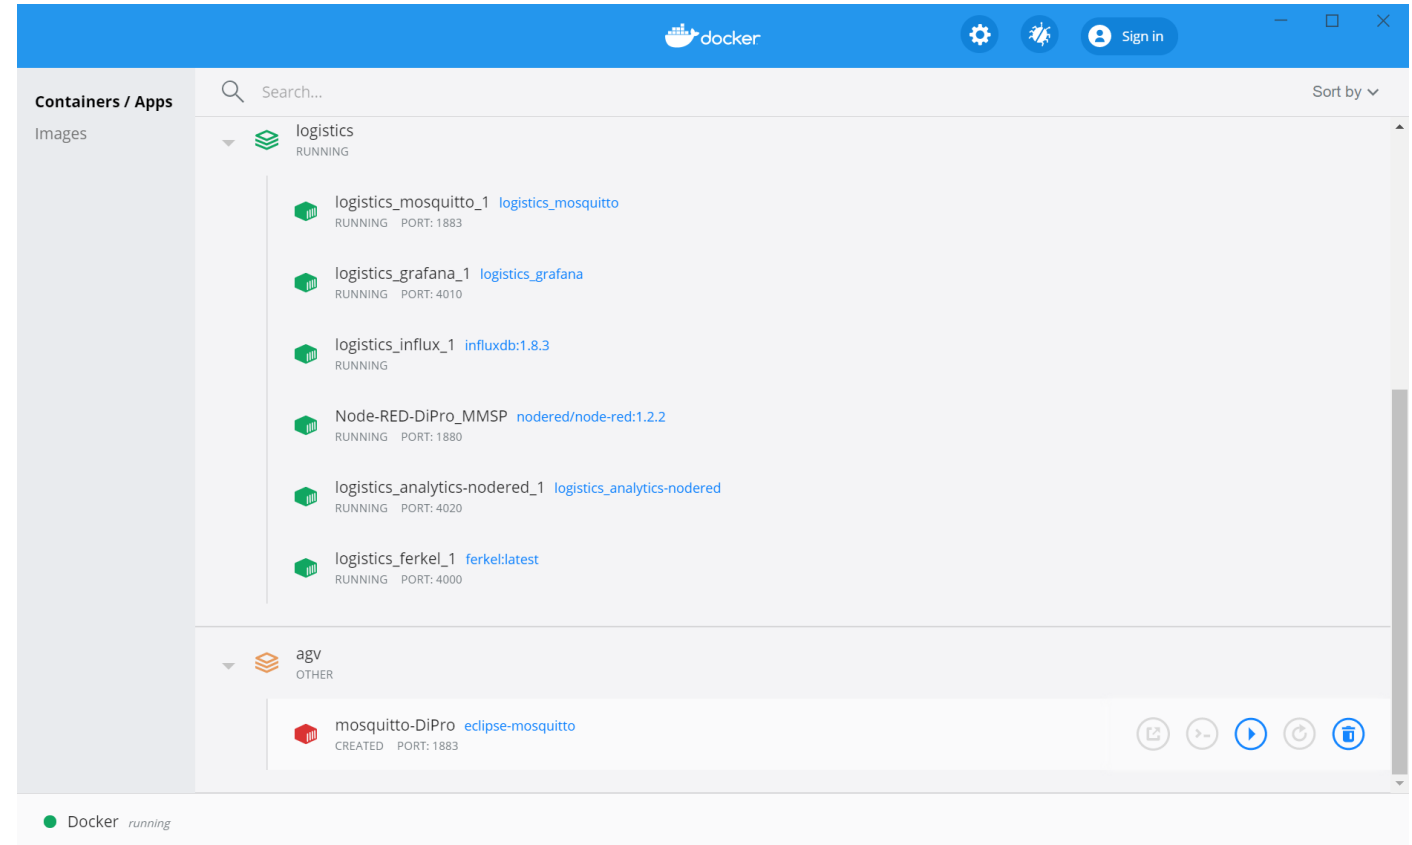 docker
Sign in
Containers / Apps
Images
Search...
Sort by
logistics
RUNNING
logistics_mosquitto_1 logistics_mosquitto
RUNNING PORT: 1883
logistics_grafana_1 logistics_grafana
RUNNING PORT: 4010
logistics_influx_1 influxdb:1.8.3
RUNNING
Node-RED-DiPro_MMSP nodered/node-red:1.2.2
RUNNING PORT: 1880
logistics_analytics-nodered_1 logistics_analytics-nodered
RUNNING PORT: 4020
logistics_ferkel_1 ferkel:latest
RUNNING PORT: 4000
agv
OTHER
mosquitto-DiPro eclipse-mosquitto
CREATED PORT: 1883
Docker running